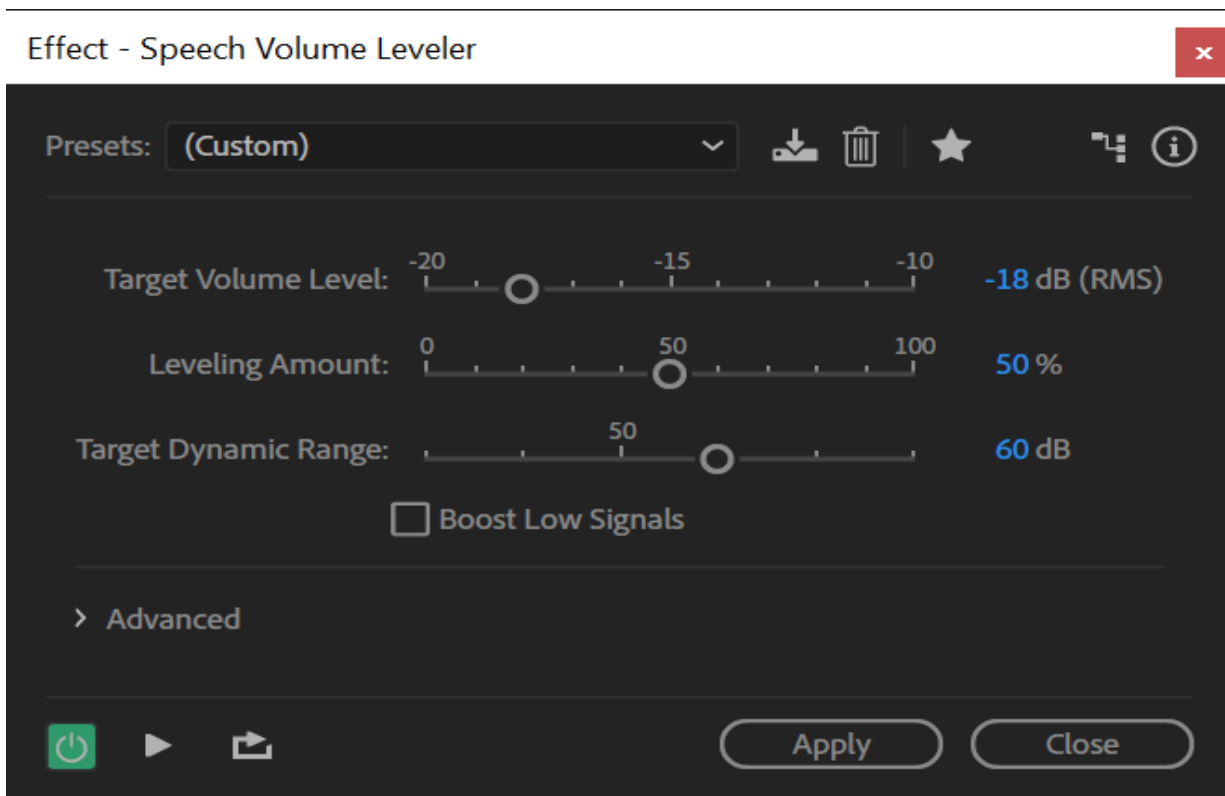 Effect - Speech Volume Leveler
x
Presets: (Custom)
-20 -15 -10
Target Volume Level: -18 dB (RMS)
0 50 100
Leveling Amount: 50 %
50
Target Dynamic Range: 60 dB
Boost Low Signals
> Advanced
Apply Close